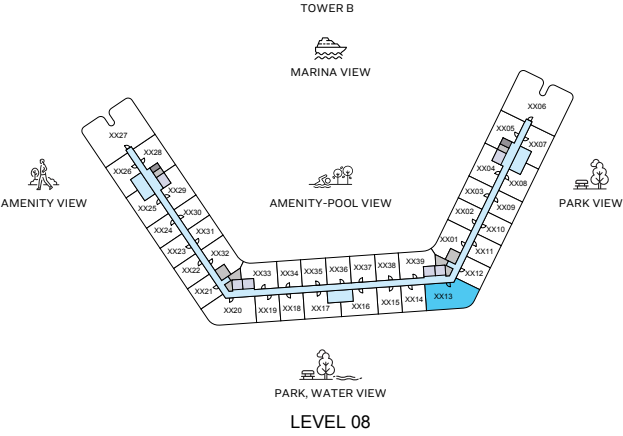 TOWER B
MARINA VIEW
XX06
XX27
XX05
XX28
XX07
XX26
XX04
XX08
XX29
XX03
AMENITY VIEW
AMENITY-POOL VIEW
PARK VIEW
XX25
XX30
XX02
XX09
XX24
XX31
XX10
XX01
XX23
XX32
XX11
XX39
XX38
XX37
XX36
XX35
XX34
XX33
XX22
XX12
XX21
XX13
XX20
XX19
XX18
XX17
XX16
XX15
XX14
PARK, WATER VIEW
LEVEL 08